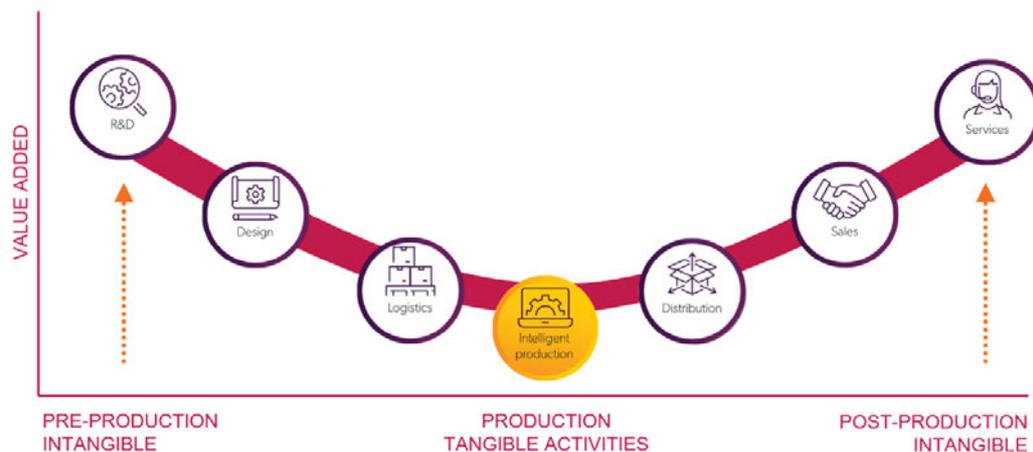 VALUE ADDED
R&D
Design
Logistics
Intelligent
production
Distribution
Sales
Services
PRE-PRODUCTION
INTANGIBLE
PRODUCTION
TANGIBLE ACTIVITIES
POST-PRODUCTION
INTANGIBLE